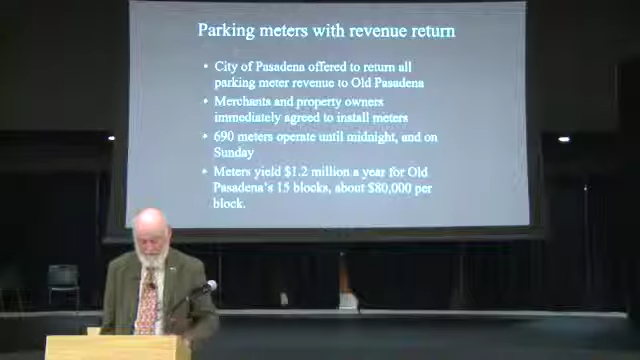 Parking meters with revenue return
• City of Pasadena offered to return all
parking meter revenue to Old Pasadena
• Merchants and property owners
immediately agreed to install meters
• 690 meters operate until midnight, and on
Sunday
• Meters yield $1.2 million a year for Old
Pasadena's 15 blocks, about $80,000 per
block.